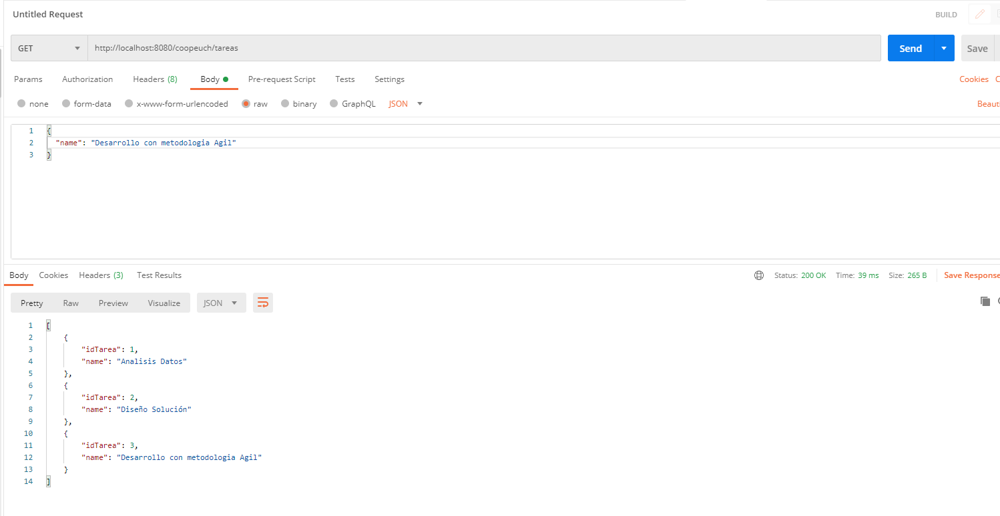 Untitled Request
BUILD
GET
http://localhost:8080/coopeuch/tareas
Send
Save
Params Authorization Headers (8) Body Pre-request Script Tests Settings
Cookies
none form-data x-www-form-urlencoded raw binary GraphQL JSON
Beauti
1 {
2 "name": "Desarrollo con metodologia Agil"
3 }
Body Cookies Headers (3) Test Results
Status: 200 OK Time: 39 ms Size: 265 B Save Response
Pretty Raw Preview Visualize JSON
1 [
2 {
3 "idTarea": 1,
4 "name": "Analisis Datos"
5 },
6 {
7 "idTarea": 2,
8 "name": "Diseño Solución"
9 },
10 {
11 "idTarea": 3,
12 "name": "Desarrollo con metodologia Agil"
13 }
14 ]